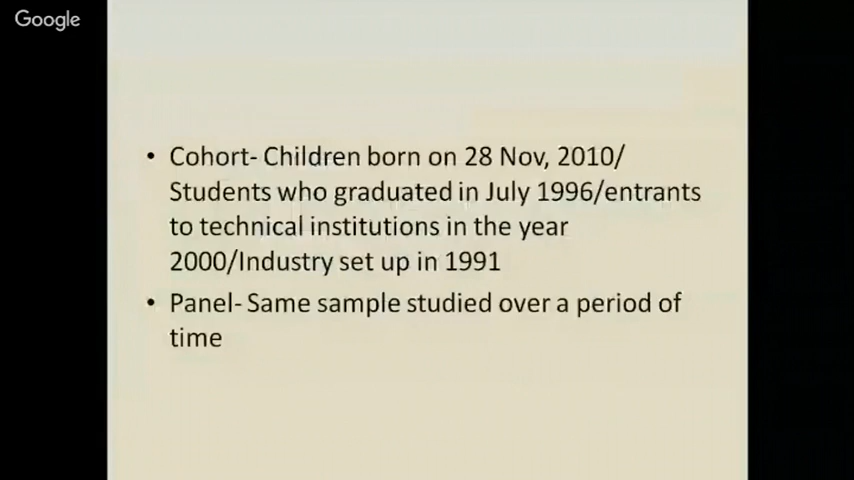 Google
• Cohort- Children born on 28 Nov, 2010/
Students who graduated in July 1996/entrants
to technical institutions in the year
2000/Industry set up in 1991
• Panel- Same sample studied over a period of
time